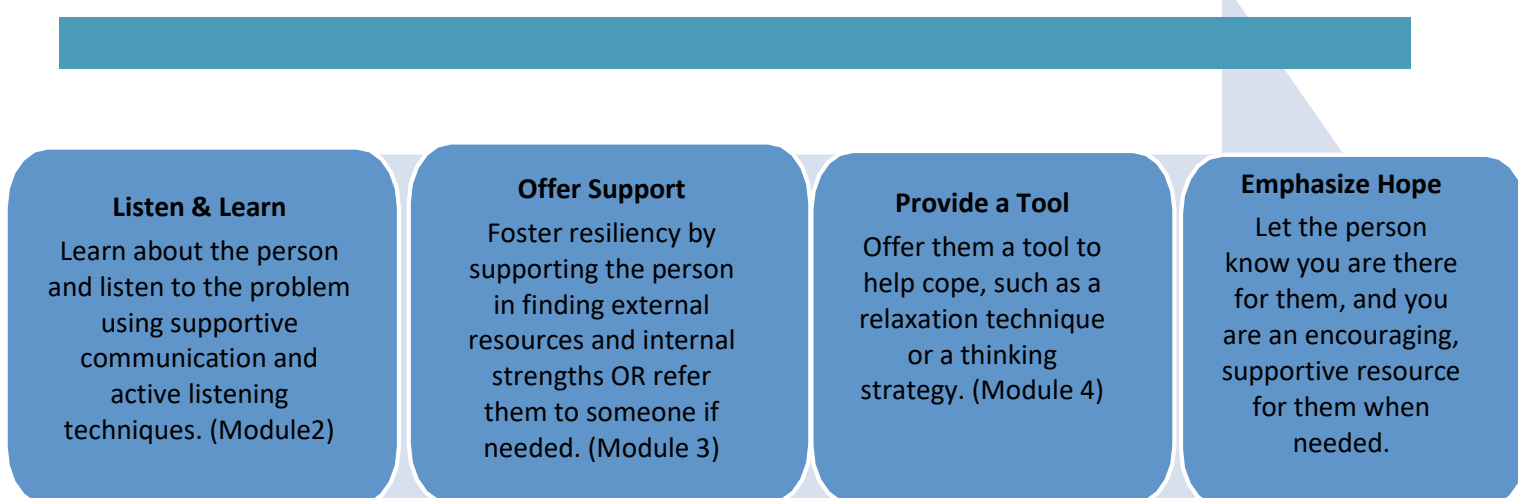 Listen & Learn
Learn about the person
and listen to the problem
using supportive
communication and
active listening
techniques. (Module2)
Offer Support
Foster resiliency by
supporting the person
in finding external
resources and internal
strengths OR refer
them to someone if
needed. (Module 3)
Provide a Tool
Offer them a tool to
help cope, such as a
relaxation technique
or a thinking
strategy. (Module 4)
Emphasize Hope
Let the person
know you are there
for them, and you
are an encouraging,
supportive resource
for them when
needed.